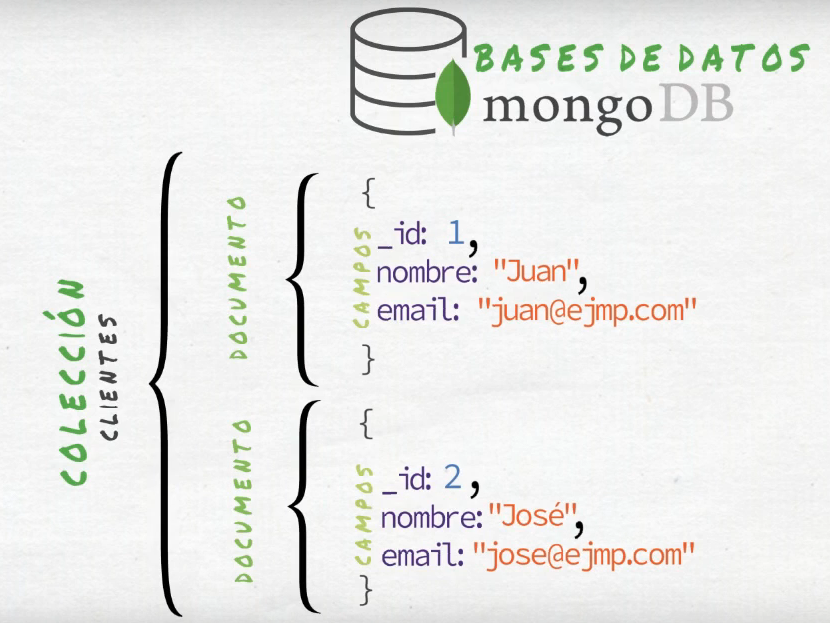 BASES DE DATOS
mongoDB
COLECCIÓN
CLIENTES
DOCUMENTO
CAMPOS
{
_id: 1,
nombre: "Juan",
email: "juan@ejmp.com"
}
DOCUMENTO
CAMPOS
{
_id: 2,
nombre: "José",
email: "jose@ejmp.com"
}